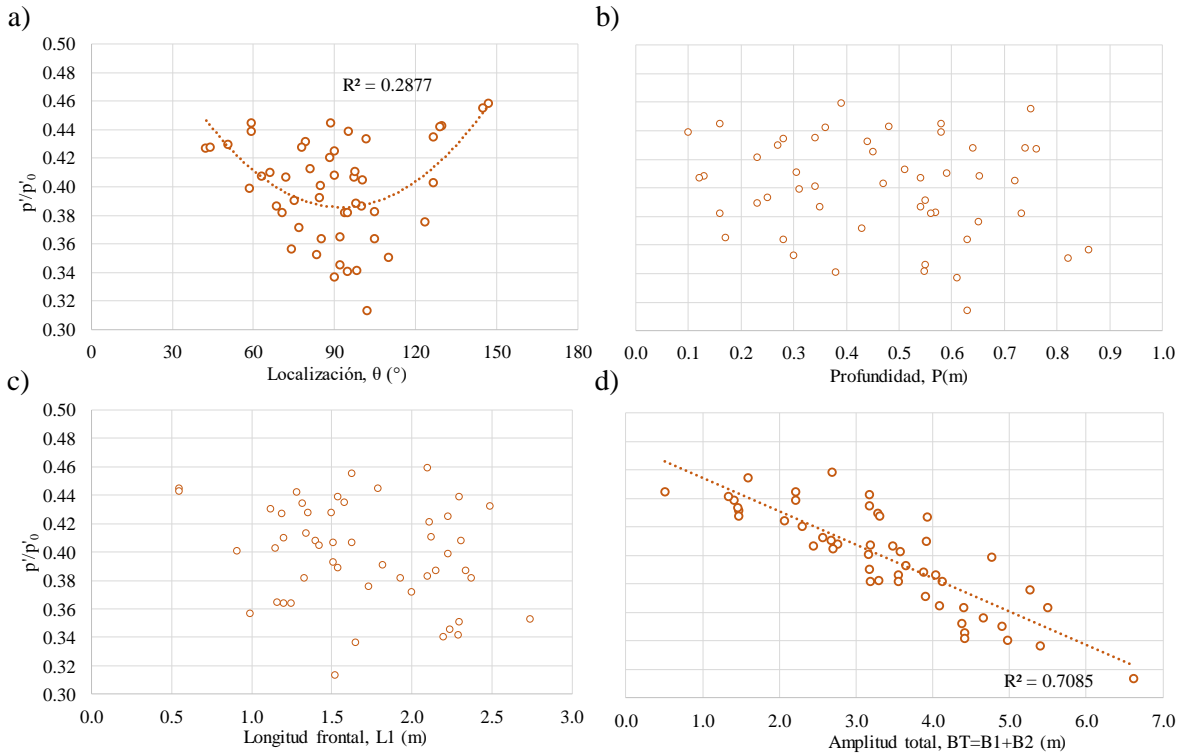 a)
0.50
0.48
0.46
0.44
0.42
0.40
0.38
0.36
0.34
0.32
0.30
p'/p'0
R² = 0.2877
0 30 60 90 120 150 180
Localización, θ (°)
b)
0.0 0.1 0.2 0.3 0.4 0.5 0.6 0.7 0.8 0.9 1.0
Profundidad, P(m)
c)
0.50
0.48
0.46
0.44
0.42
0.40
0.38
0.36
0.34
0.32
0.30
p'/p'0
0.0 0.5 1.0 1.5 2.0 2.5 3.0
Longitud frontal, L1 (m)
d)
R² = 0.7085
0.0 1.0 2.0 3.0 4.0 5.0 6.0 7.0
Amplitud total, BT=B1+B2 (m)